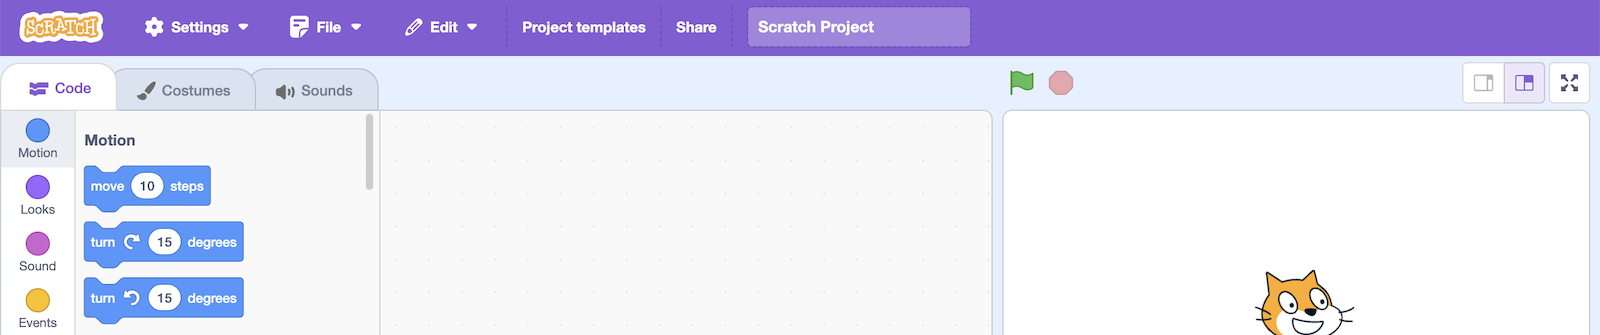 SCRATCH Settings File Edit Project templates Share Scratch Project
Code Costumes Sounds
Motion
Looks
Sound
Events
Motion
move 10 steps
turn 15 degrees
turn 15 degrees